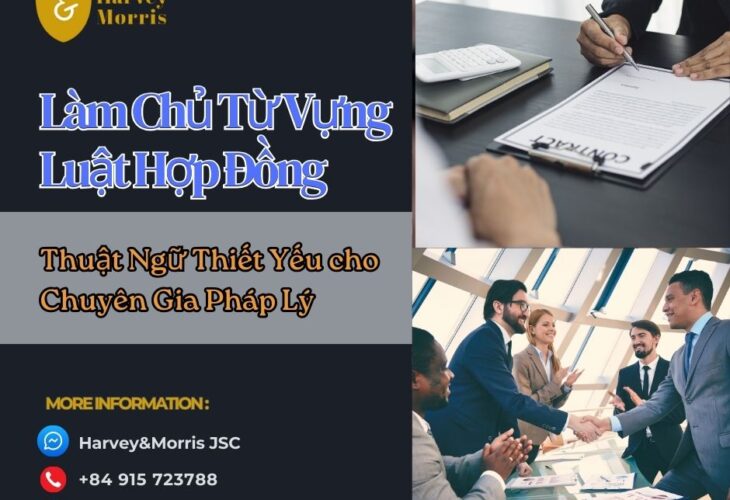 &
Harvey
Morris
Làm Chủ Từ Vựng
Luật Hợp Đồng
Thuật Ngữ Thiết Yếu cho
Chuyên Gia Pháp Lý
MORE INFORMATION :
Harvey&Morris JSC
+84 915 723788
CONTRACT